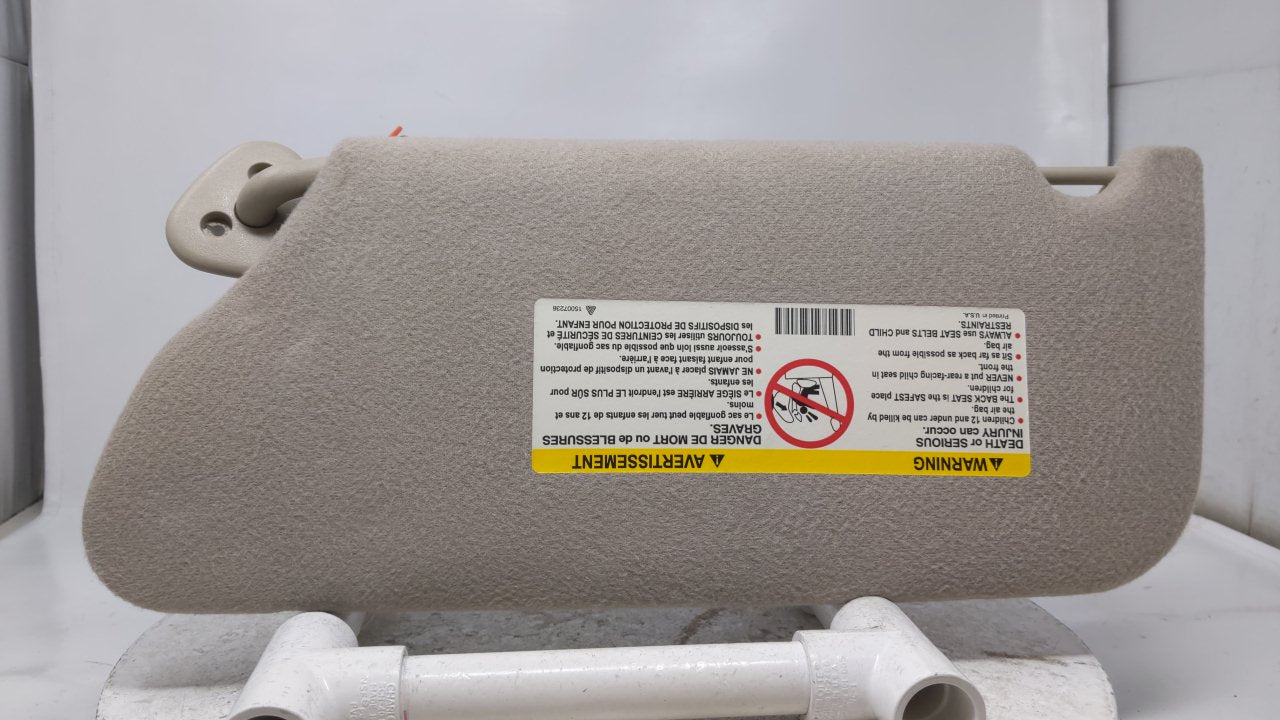 ⚠WARNING
DEATH or SERIOUS
INJURY can occur.
● Children 12 and under can be killed by
the air bag.
● The BACK SEAT is the SAFEST place
for children.
● NEVER put a rear-facing child seat in
the front.
● Sit as far back as possible from the
air bag.
● ALWAYS use SEAT BELTS and CHILD
RESTRAINTS.
Printed in U.S.A.
⚠AVERTISSEMENT
DANGER DE MORT ou de BLESSURES
GRAVES.
● Le sac gonflable peut tuer les enfants de 12 ans et
moins.
● Le SIÈGE ARRIÈRE est l'endroit LE PLUS SÛR pour
les enfants.
● NE JAMAIS placer à l'avant un dispositif de protection
pour enfant faisant face à l'arrière.
● S'asseoir aussi loin que possible du sac gonflable.
● TOUJOURS utiliser les CEINTURES DE SÉCURITÉ et
les DISPOSITIFS DE PROTECTION POUR ENFANT.
15007238